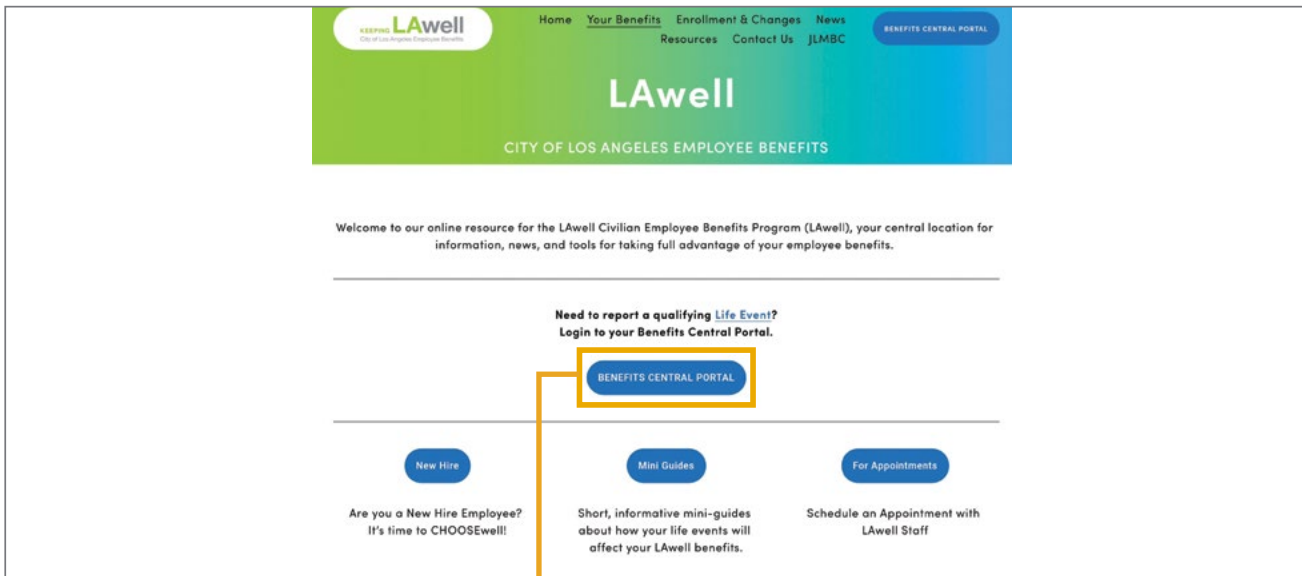 KEEPING LAwell
City of Los Angeles Employee Benefits
Home Your Benefits Enrollment & Changes News
Resources Contact Us JLMBC
BENEFITS CENTRAL PORTAL
LAwell
CITY OF LOS ANGELES EMPLOYEE BENEFITS
Welcome to our online resource for the LAwell Civilian Employee Benefits Program (LAwell), your central location for
information, news, and tools for taking full advantage of your employee benefits.
Need to report a qualifying Life Event?
Login to your Benefits Central Portal.
BENEFITS CENTRAL PORTAL
New Hire
Are you a New Hire Employee?
It's time to CHOOSEwell!
Mini Guides
Short, informative mini-guides
about how your life events will
affect your LAwell benefits.
For Appointments
Schedule an Appointment with
LAwell Staff